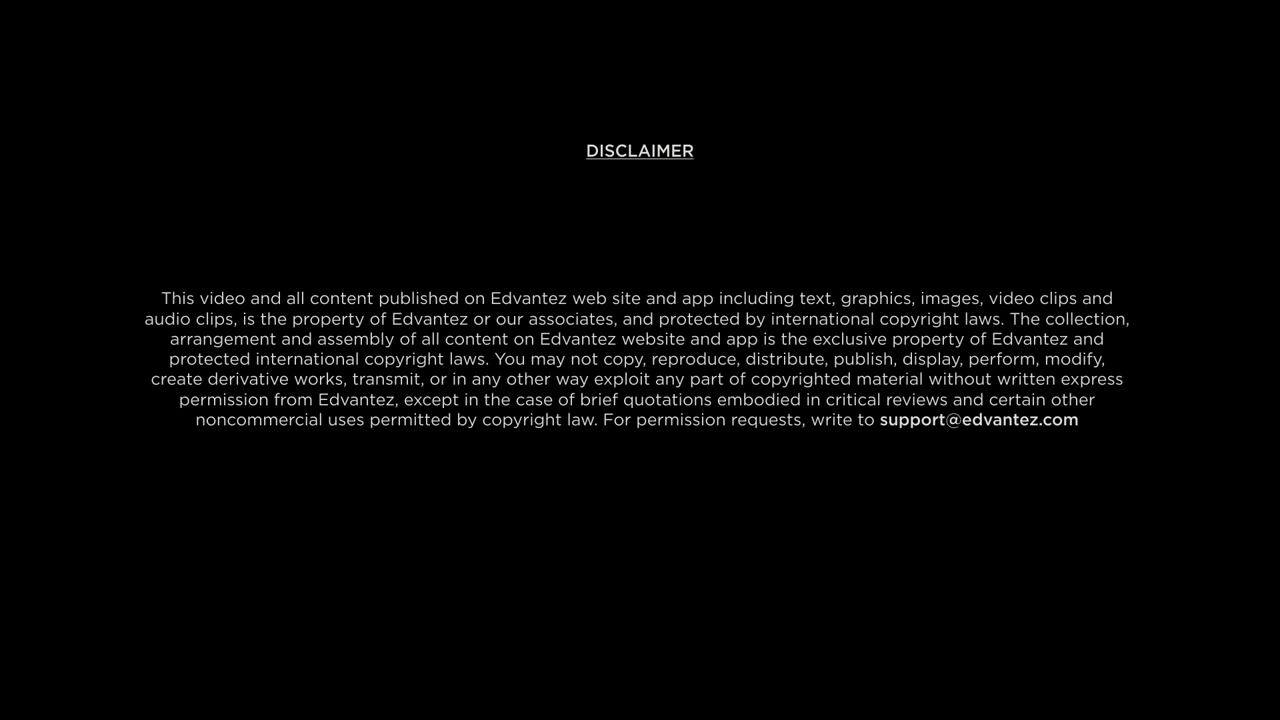 DISCLAIMER
This video and all content published on Edvantez web site and app including text, graphics, images, video clips and
audio clips, is the property of Edvantez or our associates, and protected by international copyright laws. The collection,
arrangement and assembly of all content on Edvantez website and app is the exclusive property of Edvantez and
protected international copyright laws. You may not copy, reproduce, distribute, publish, display, perform, modify,
create derivative works, transmit, or in any other way exploit any part of copyrighted material without written express
permission from Edvantez, except in the case of brief quotations embodied in critical reviews and certain other
noncommercial uses permitted by copyright law. For permission requests, write to support@edvantez.com